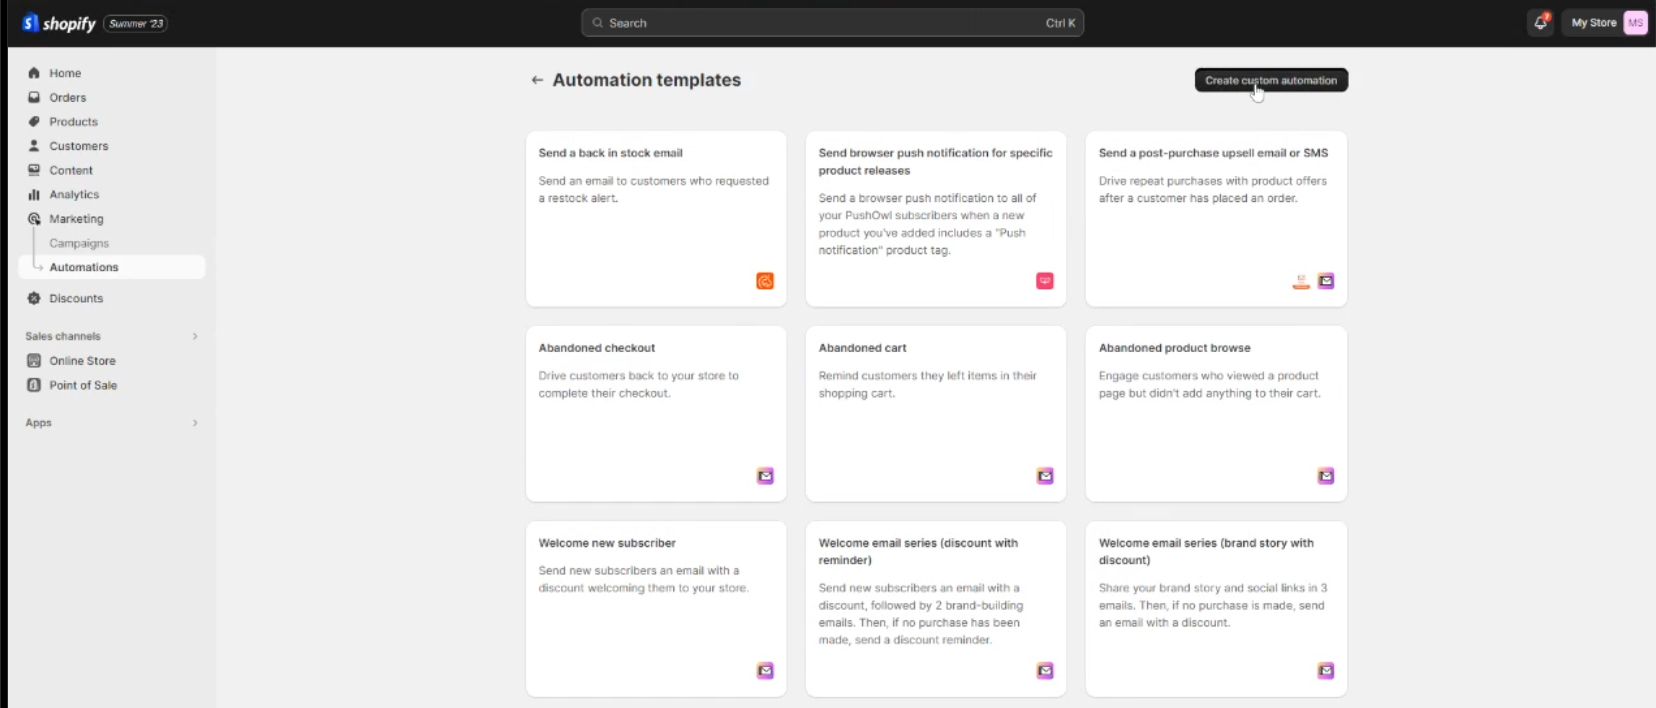 shopify Summer '23
Search Ctrl K
My Store MS
Home
Orders
Products
Customers
Content
Analytics
Marketing
Campaigns
Automations
Discounts
Sales channels
Online Store
Point of Sale
Apps
Automation templates
Create custom automation
Send a back in stock email
Send an email to customers who requested
a restock alert.
Send browser push notification for specific
product releases
Send a browser push notification to all of
your PushOwl subscribers when a new
product you've added includes a "Push
notification" product tag.
Send a post-purchase upsell email or SMS
Drive repeat purchases with product offers
after a customer has placed an order.
Abandoned checkout
Drive customers back to your store to
complete their checkout.
Abandoned cart
Remind customers they left items in their
shopping cart.
Abandoned product browse
Engage customers who viewed a product
page but didn't add anything to their cart.
Welcome new subscriber
Send new subscribers an email with a
discount welcoming them to your store.
Welcome email series (discount with
reminder)
Send new subscribers an email with a
discount, followed by 2 brand-building
emails. Then, if no purchase has been
made, send a discount reminder.
Welcome email series (brand story with
discount)
Share your brand story and social links in 3
emails. Then, if no purchase is made, send
an email with a discount.